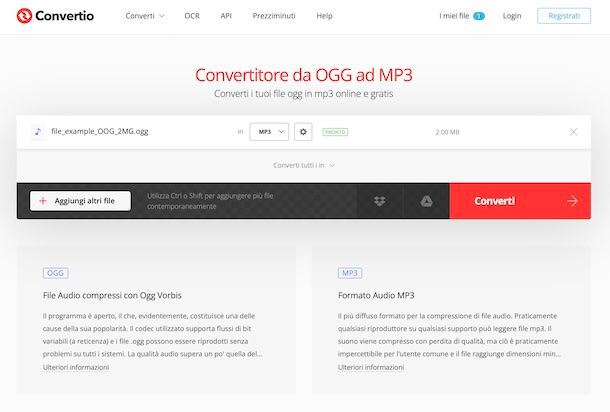 Convertio
Converti OCR API Prezziminuti Help I miei file 1 Login Registrati
Convertitore da OGG ad MP3
Converti i tuoi file ogg in mp3 online e gratis
file_example_OOG_2MG.ogg in MP3 PRONTO 2.00 MB
Converti tutti i in
+ Aggiungi altri file
Utilizza Ctrl o Shift per aggiungere più file
contemporaneamente
Converti
OGG
File Audio compressi con Ogg Vorbis
Il programma è aperto, il che, evidentemente, costituisce una delle
cause della sua popolarità. Il codec utilizzato supporta flussi di bit
variabili (a reticenza) e i file .ogg possono essere riprodotti senza
problemi su tutti i sistemi. La qualità audio supera un po' quella del...
Ulteriori informazioni
MP3
Formato Audio MP3
Il più diffuso formato per la compressione di file audio. Praticamente
qualsiasi riproduttore su qualsiasi supporto può leggere file mp3. Il
suono viene compresso con perdita di qualità, ma ciò è praticamente
impercettibile per l'utente comune e il file raggiunge dimensioni min...
Ulteriori informazioni